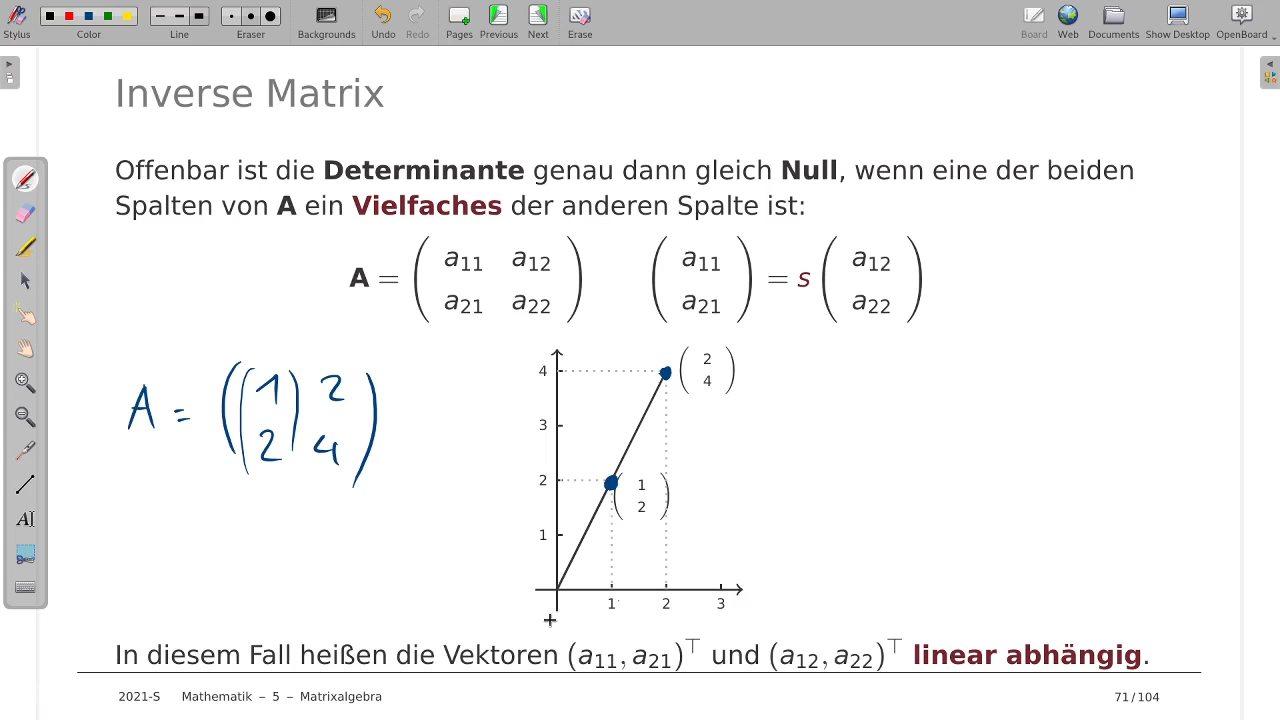 Stylus Color Line Eraser Backgrounds Undo Redo Pages Previous Next Erase Board Web Documents Show Desktop OpenBoard
Inverse Matrix
Offenbar ist die Determinante genau dann gleich Null, wenn eine der beiden
Spalten von A ein Vielfaches der anderen Spalte ist:
A = ( a11 a12 ) ( a11 ) = s ( a12 )
( a21 a22 ) ( a21 ) ( a22 )
A = ( ( 1 ) 2 )
( ( 2 ) 4 )
4
( 2 )
( 4 )
3
2
( 1 )
( 2 )
1
1 2 3
In diesem Fall heißen die Vektoren (a11, a21)⊤ und (a12, a22)⊤ linear abhängig.
2021-S Mathematik – 5 – Matrixalgebra 71/104